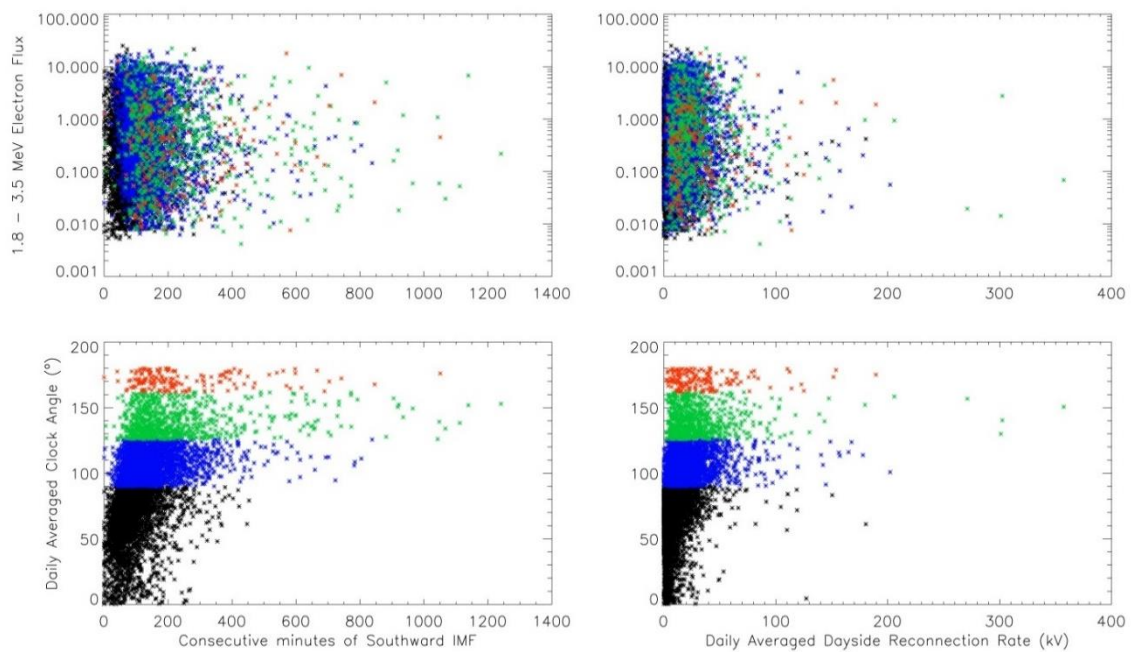 100.000
10.000
1.000
0.100
0.010
0.001
1.8 – 3.5 MeV Electron Flux
0 200 400 600 800 1000 1200 1400
100.000
10.000
1.000
0.100
0.010
0.001
0 100 200 300 400
200
150
100
50
0
Daily Averaged Clock Angle (°)
0 200 400 600 800 1000 1200 1400
Consecutive minutes of Southward IMF
200
150
100
50
0
0 100 200 300 400
Daily Averaged Dayside Reconnection Rate (kV)